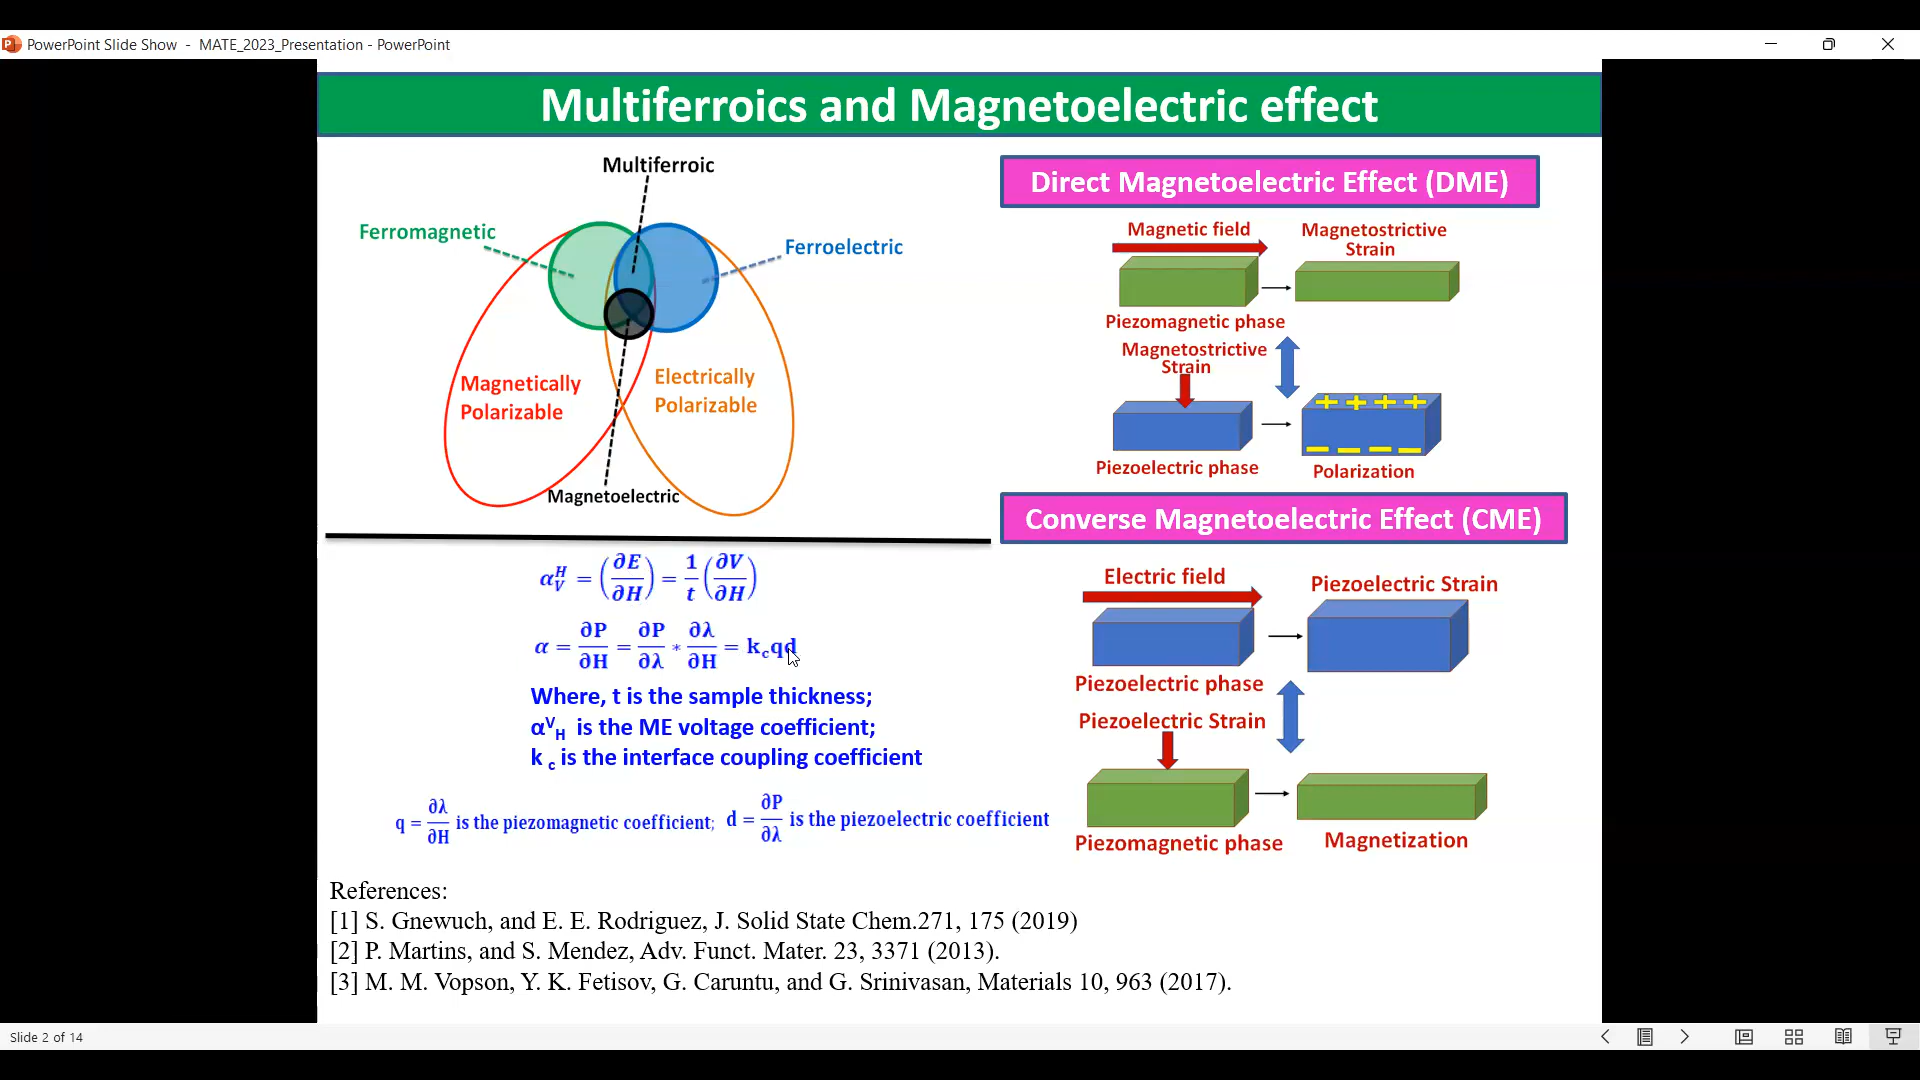 PowerPoint Slide Show - MATE_2023_Presentation - PowerPoint
Multiferroics and Magnetoelectric effect
Multiferroic
Ferromagnetic
Ferroelectric
Magnetically
Polarizable
Electrically
Polarizable
Magnetoelectric
α_V^H = (∂E/∂H) = 1/t (∂V/∂H)
α = ∂P/∂H = ∂P/∂λ * ∂λ/∂H = k_c qd
Where, t is the sample thickness;
α^V_H is the ME voltage coefficient;
k_c is the interface coupling coefficient
q = ∂λ/∂H is the piezomagnetic coefficient; d = ∂P/∂λ is the piezoelectric coefficient
Direct Magnetoelectric Effect (DME)
Magnetic field
Magnetostrictive
Strain
Piezomagnetic phase
Magnetostrictive
Strain
+ + + +
Piezoelectric phase
Polarization
Converse Magnetoelectric Effect (CME)
Electric field
Piezoelectric Strain
Piezoelectric phase
Piezoelectric Strain
Piezomagnetic phase
Magnetization
References:
[1] S. Gnewuch, and E. E. Rodriguez, J. Solid State Chem.271, 175 (2019)
[2] P. Martins, and S. Mendez, Adv. Funct. Mater. 23, 3371 (2013).
[3] M. M. Vopson, Y. K. Fetisov, G. Caruntu, and G. Srinivasan, Materials 10, 963 (2017).
Slide 2 of 14